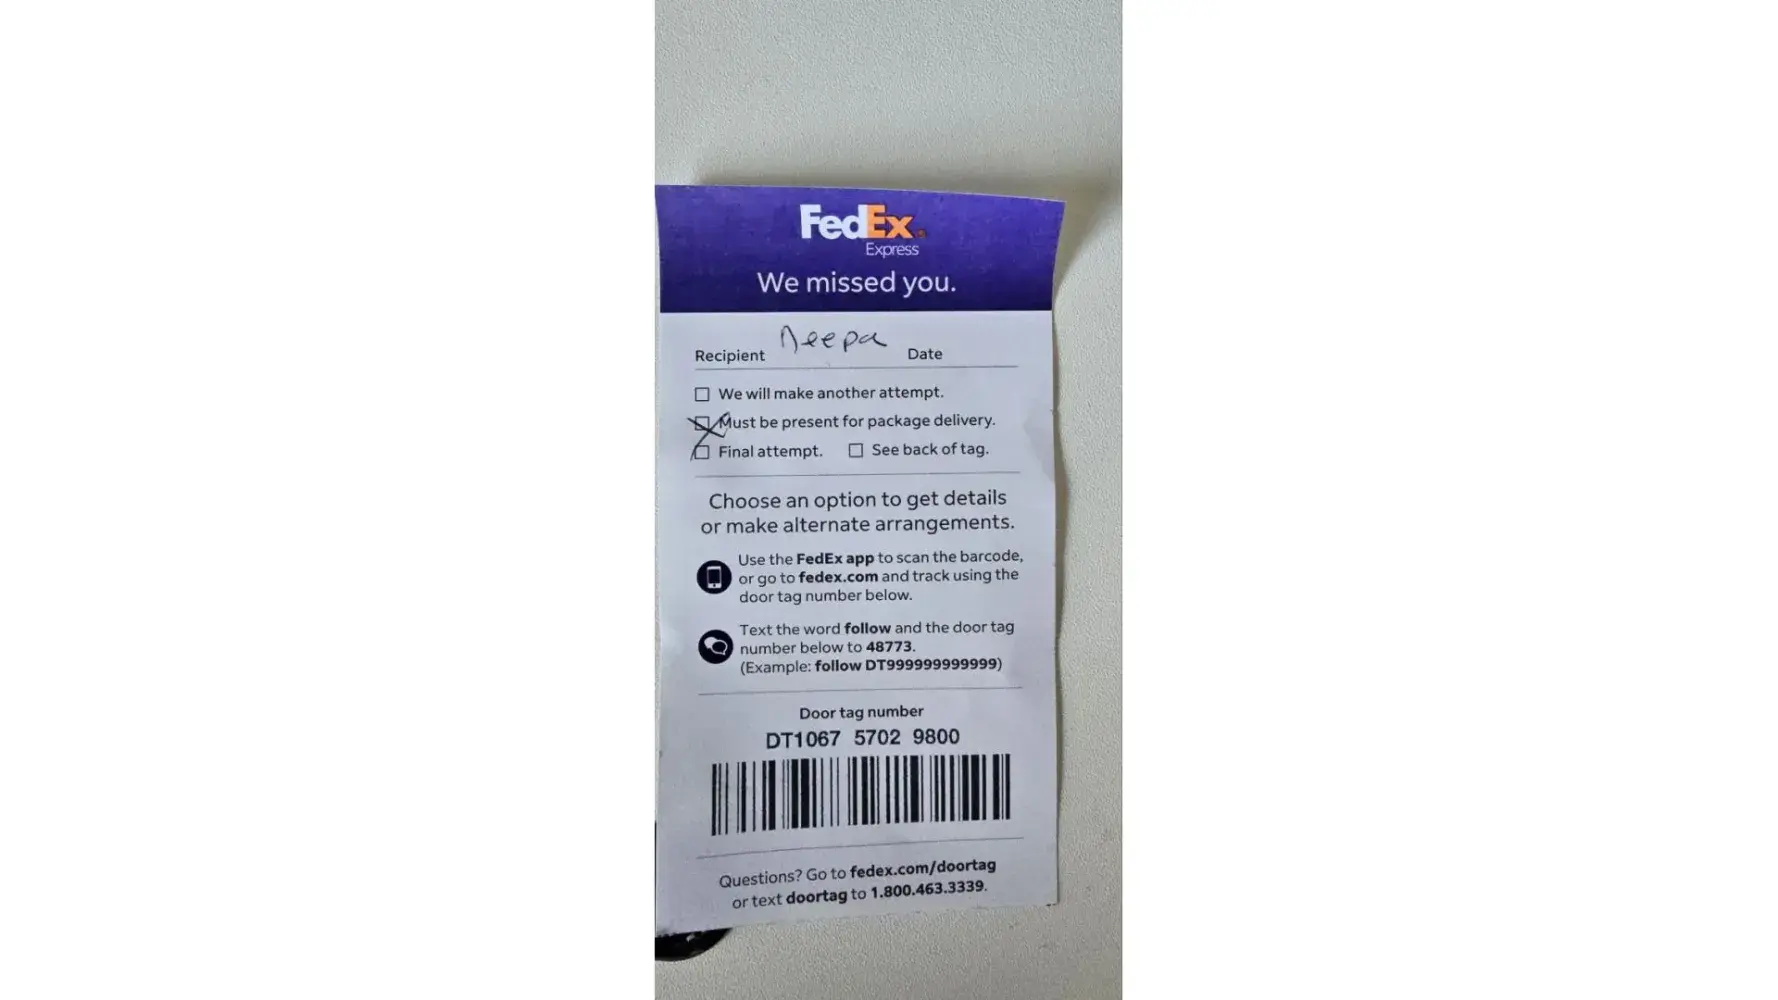 FedEx
Express
We missed you.
Recipient Neepa Date
☐ We will make another attempt.
☒ Must be present for package delivery.
☐ Final attempt. ☐ See back of tag.
Choose an option to get details
or make alternate arrangements.
Use the FedEx app to scan the barcode,
or go to fedex.com and track using the
door tag number below.
Text the word follow and the door tag
number below to 48773.
(Example: follow DT999999999999)
Door tag number
DT1067 5702 9800
Questions? Go to fedex.com/doortag
or text doortag to 1.800.463.3339.